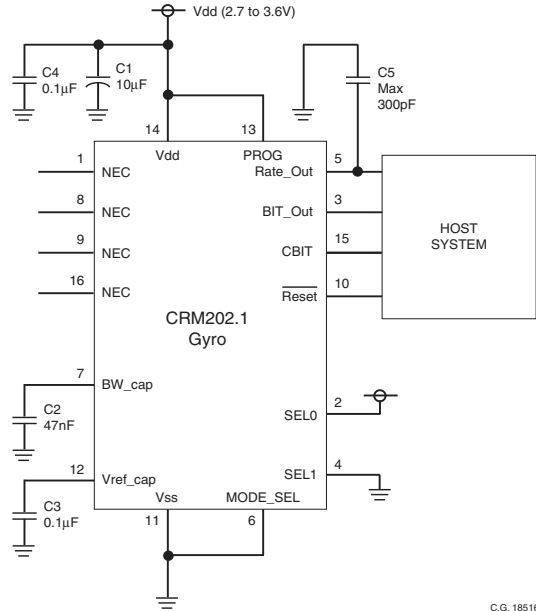 Vdd (2.7 to 3.6V)
C4
0.1μF
C1
10μF
C5
Max
300pF
14
13
Vdd
PROG
1
NEC
8
NEC
9
NEC
16
NEC
Rate_Out
5
BIT_Out
3
CBIT
15
Reset
10
HOST
SYSTEM
CRM202.1
Gyro
7
BW_cap
C2
47nF
SEL0
2
12
Vref_cap
C3
0.1μF
SEL1
4
Vss
MODE_SEL
11
6
C.G. 18516